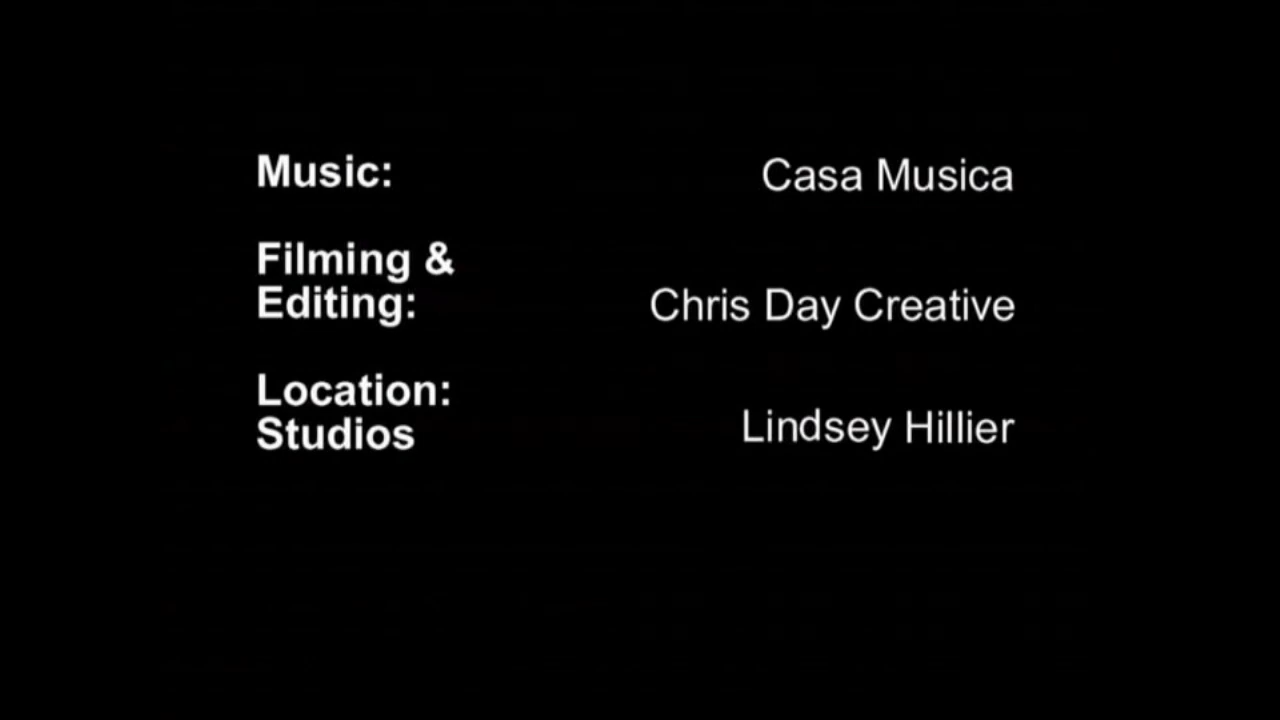 Music: Casa Musica
Filming &
Editing: Chris Day Creative
Location: Lindsey Hillier
Studios